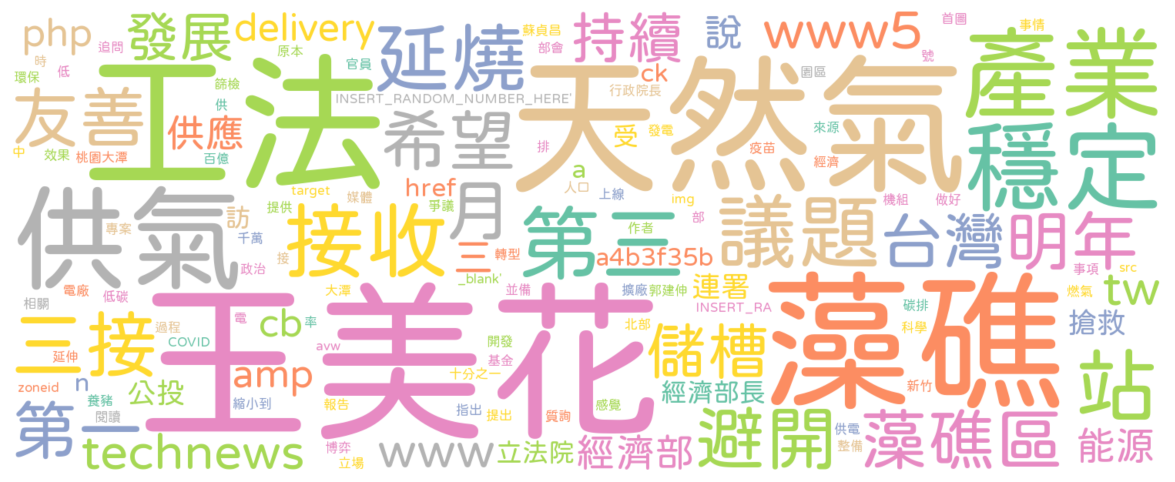 php
追問
發展
delivery
原本
延燒
蘇貞昌
部會
持續
說
www5
首圖
事情
時
環保
低
工法
官員
篩檢
供
INSERT_RANDOM_NUMBER_HERE'
天然氣
ck
行政院長
園區
號
產業
友善
供應
希望
受
發電
來源
穩定
中
效果
桃園大潭
百億
排
疫苗
經濟
a
人口
上線
機組
做好
供氣
專案
訪
千萬
target
提供
媒體
href
爭議
月
img
部
作者
議題
台灣
明年
接
接收
三
轉型
第三
a4b3f35b
政治
_blank'
相關
電廠
低碳
大潭
並備
擴廠
郭建伸
連署
INSERT_RA
事項
src
燃氣
tw
三接
過程
電
cb
率
王美花
北部
儲槽
藻礁
碳排
科學
搶救
延伸
COVID
avw
開發
基金
十分之一
zoneid
n
養豬
公投
amp
閱讀
縮小到
報告
指出
提出
質詢
感覺
經濟部長
新竹
站
第一
technews
博弈
立場
www
立法院
經濟部
避開
供電
整備
藻礁區
能源